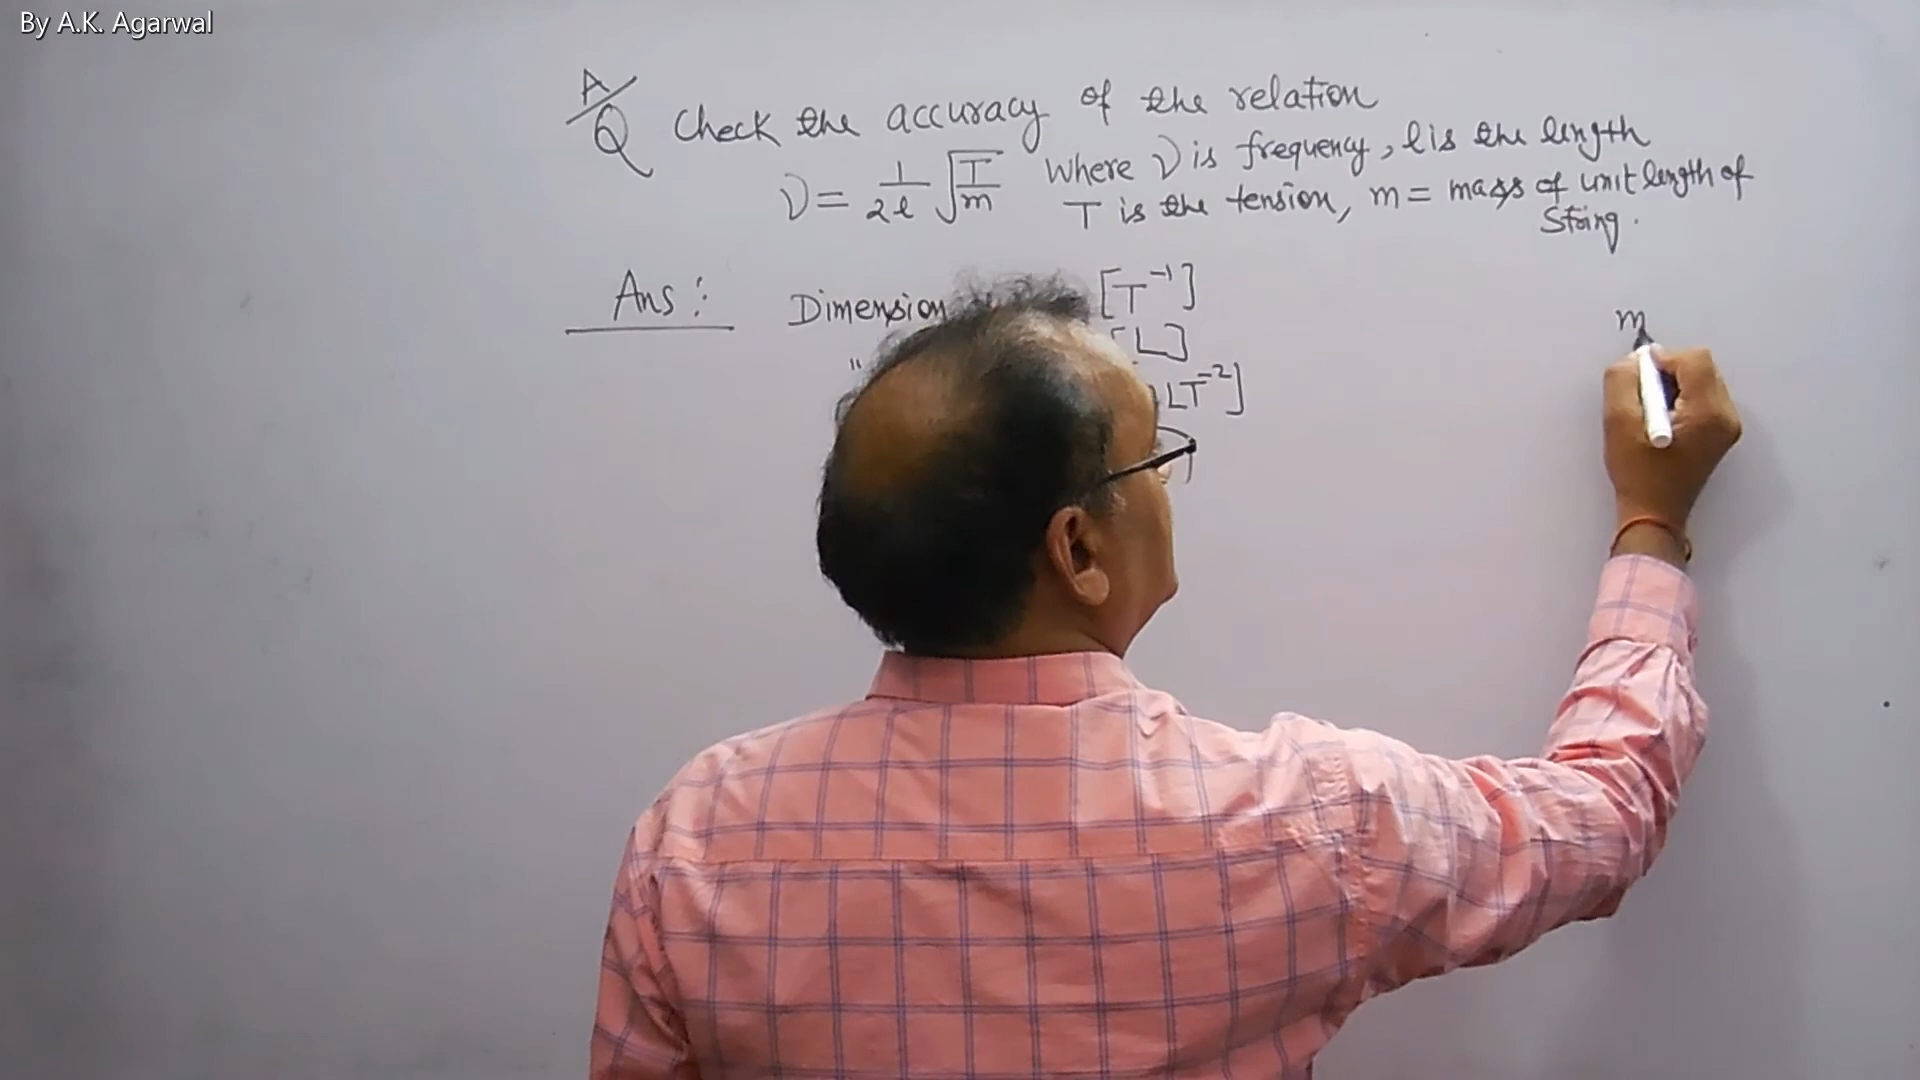 By A.K. Agarwal
A/Q Check the accuracy of the relation
ν = 1/2l √T/m Where ν is frequency, l is the length
T is the tension, m = mass of unit length of
String.
Ans: Dimension [T⁻¹]
" [L]
LT⁻²]
m